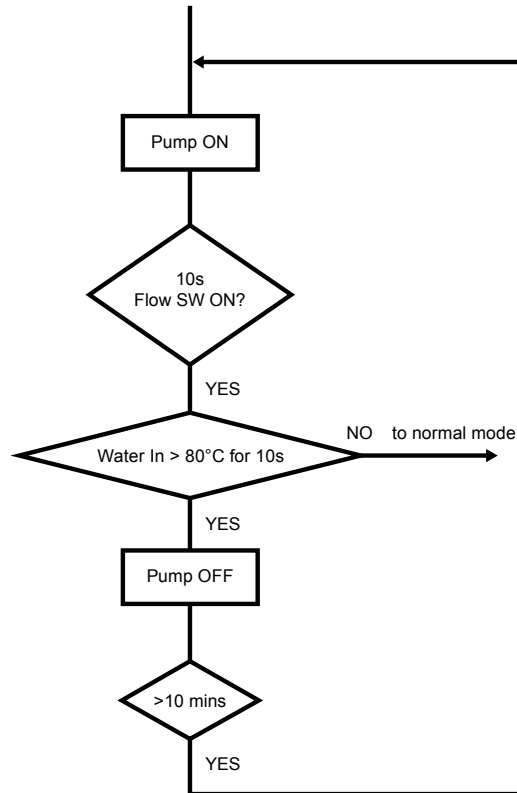 Pump ON
10s
Flow SW ON?
YES
Water In > 80°C for 10s
NO to normal mode
YES
Pump OFF
>10 mins
YES